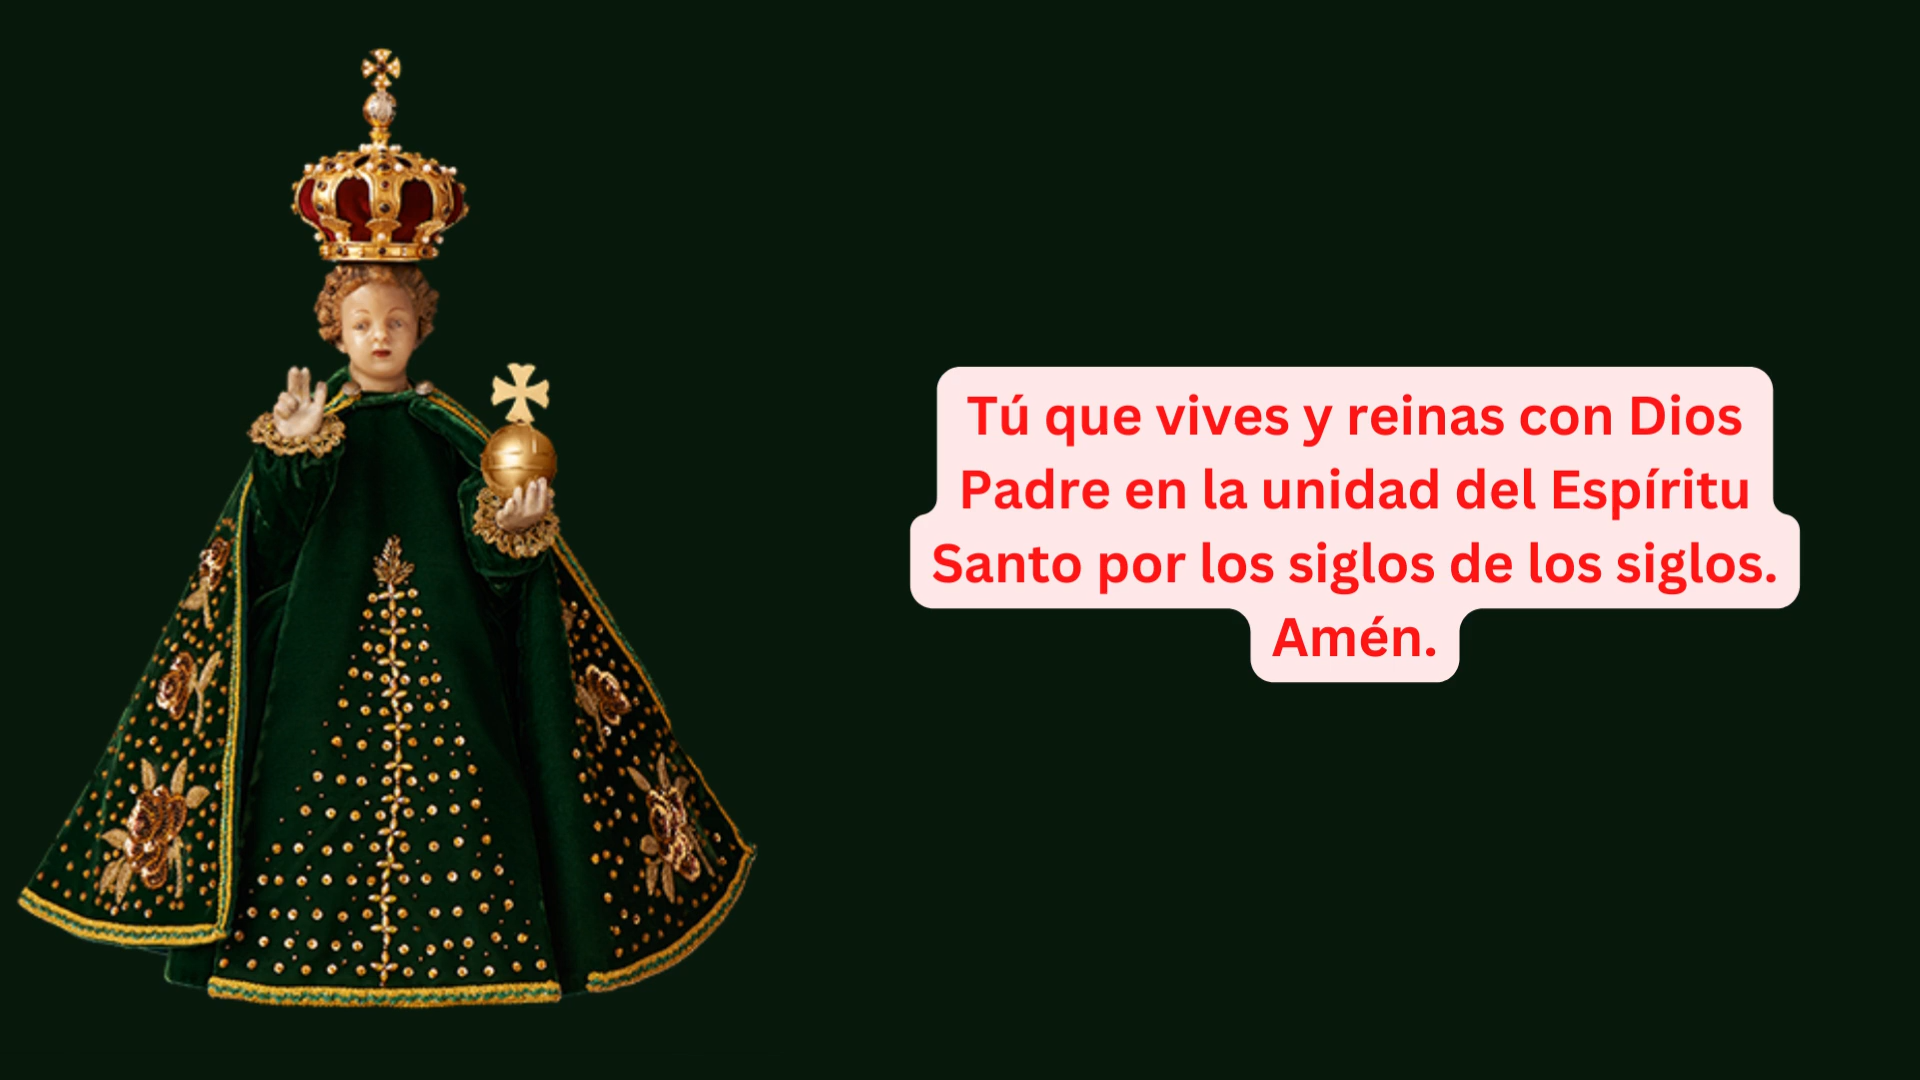 Tú que vives y reinas con Dios
Padre en la unidad del Espíritu
Santo por los siglos de los siglos.
Amén.